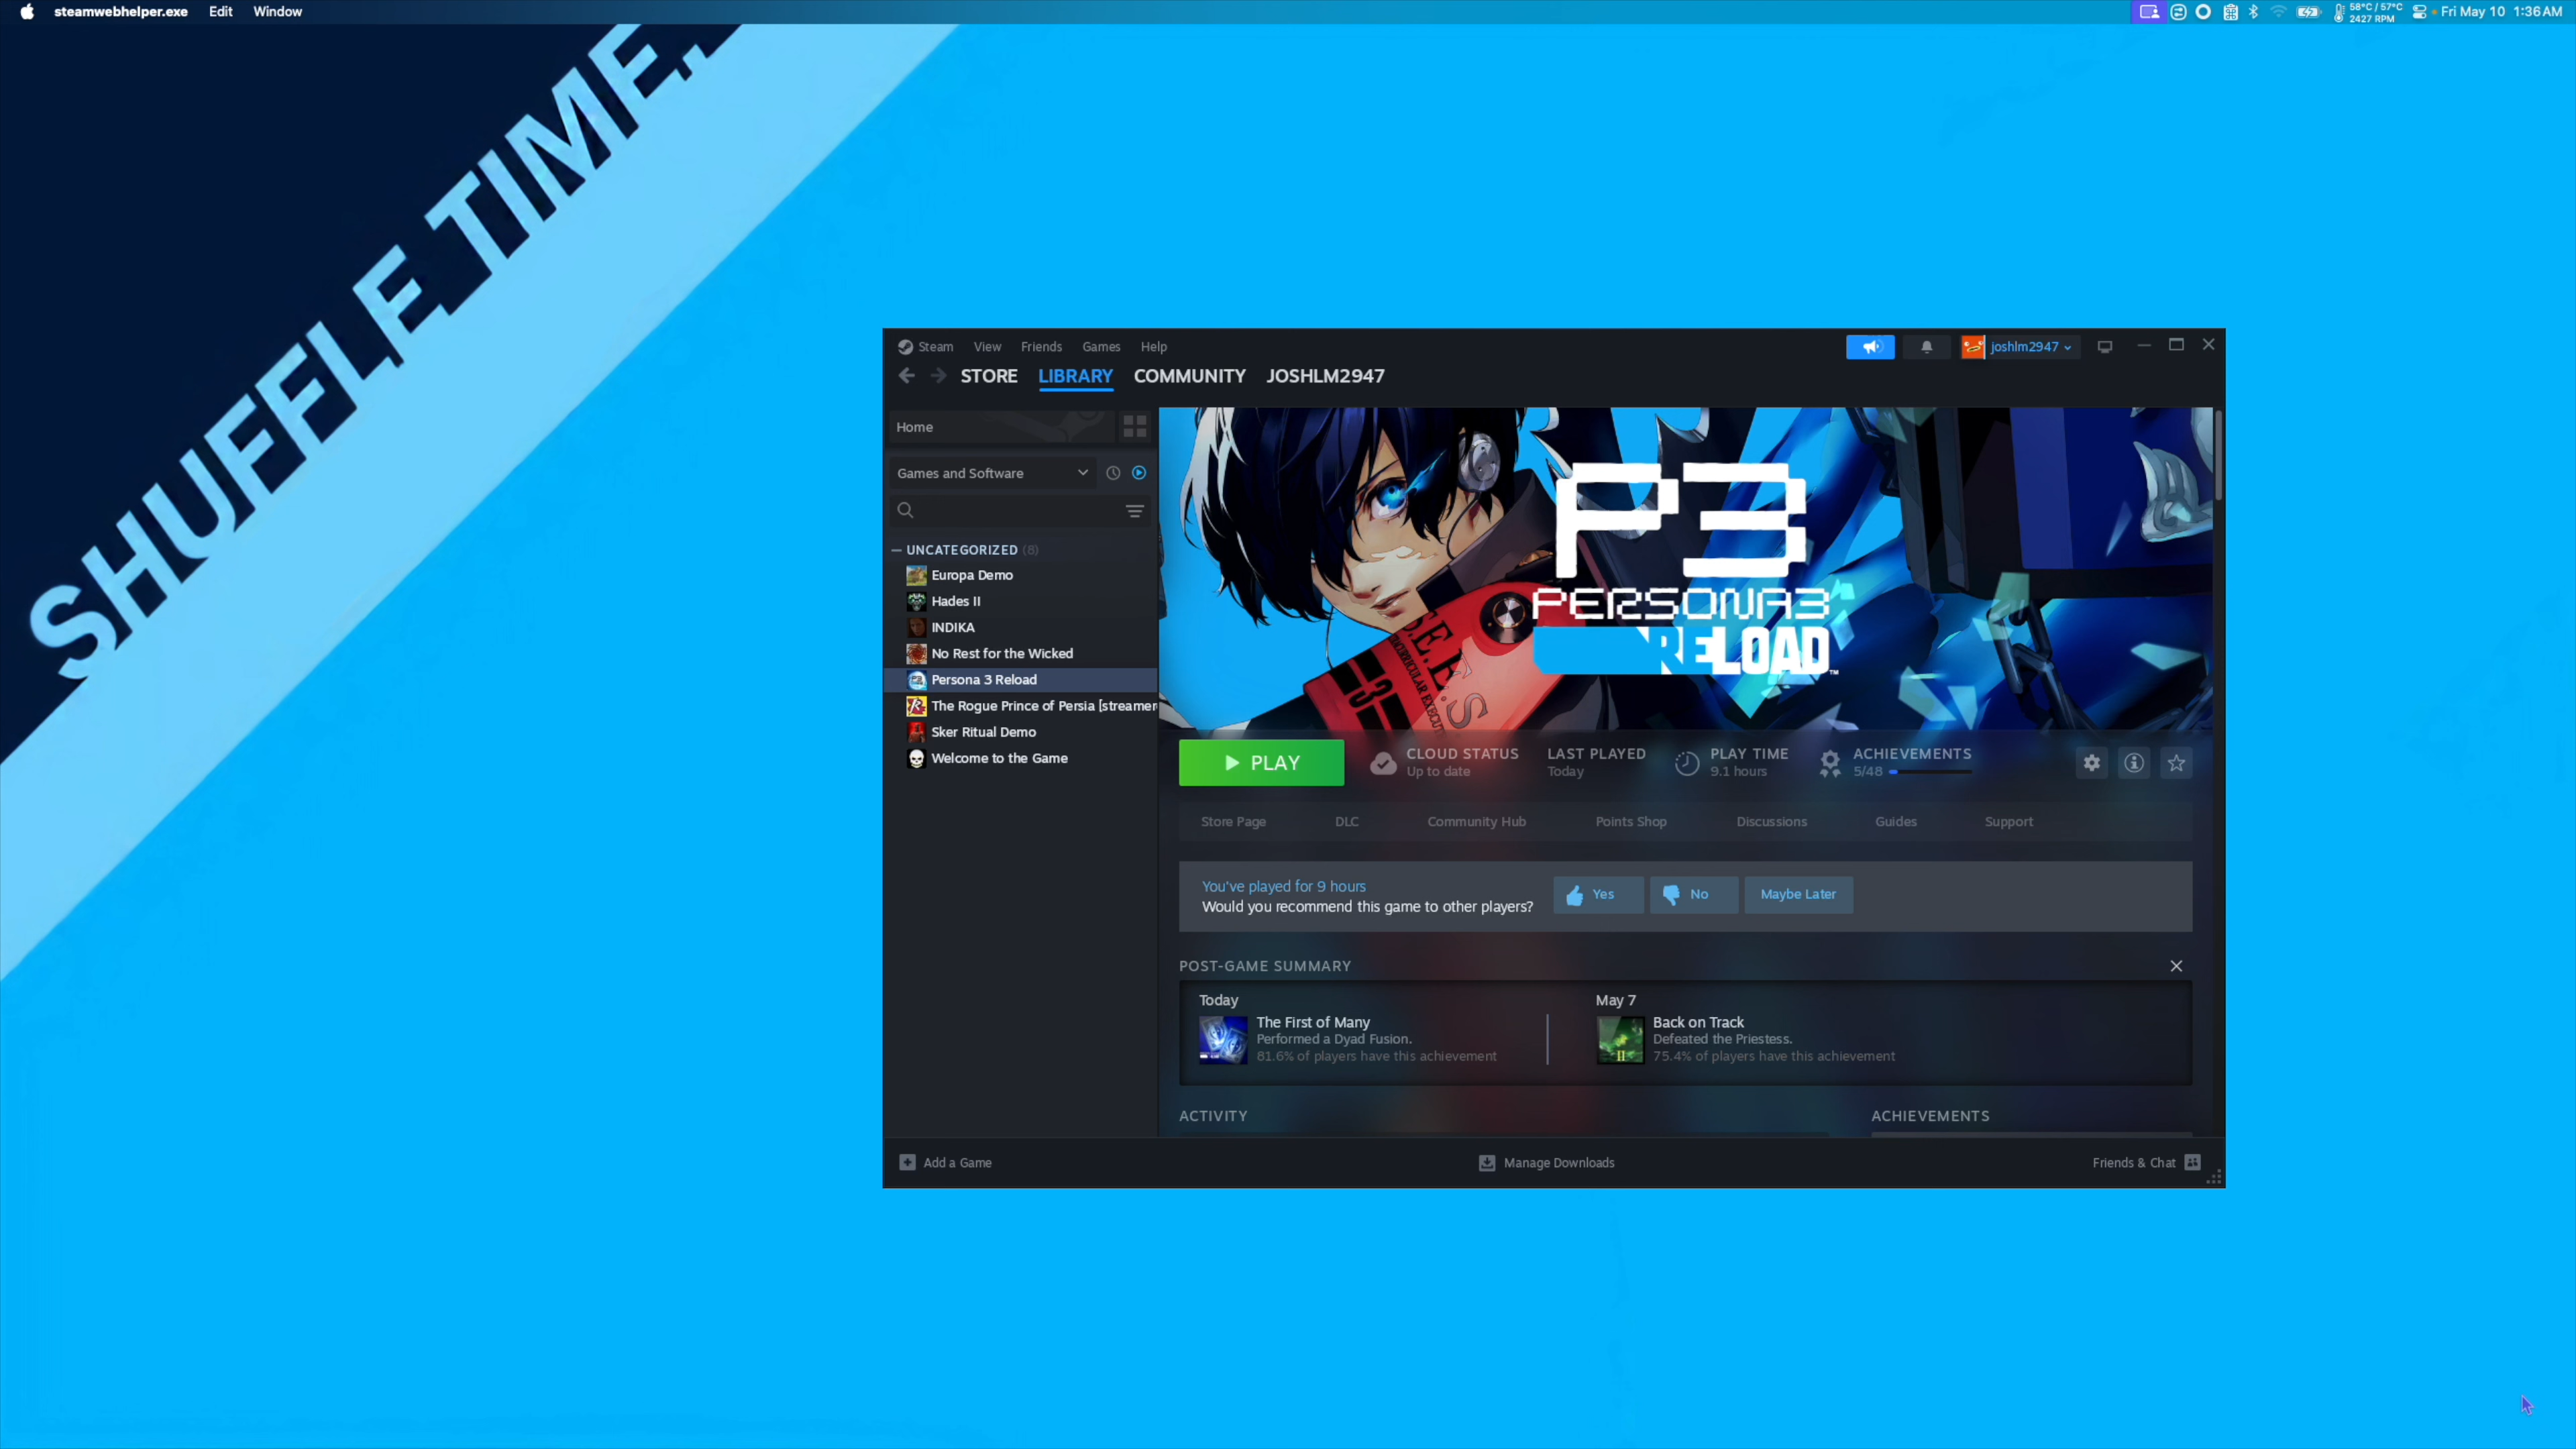 steamwebhelper.exe Edit Window
58°C / 57°C
2427 RPM
Fri May 10 1:36 AM
SHUFFLE TIME.
Steam View Friends Games Help
joshlm2947
STORE LIBRARY COMMUNITY JOSHLM2947
Home
Games and Software
UNCATEGORIZED (8)
Europa Demo
Hades II
INDIKA
No Rest for the Wicked
Persona 3 Reload
The Rogue Prince of Persia [streamer
Sker Ritual Demo
Welcome to the Game
P3
PERSONA3
RELOAD™
S.E.E.S
PLAY
CLOUD STATUS
Up to date
LAST PLAYED
Today
PLAY TIME
9.1 hours
ACHIEVEMENTS
5/48
Store Page DLC Community Hub Points Shop Discussions Guides Support
You've played for 9 hours
Would you recommend this game to other players?
Yes No Maybe Later
POST-GAME SUMMARY
Today
The First of Many
Performed a Dyad Fusion.
81.6% of players have this achievement
May 7
Back on Track
Defeated the Priestess.
75.4% of players have this achievement
ACTIVITY
ACHIEVEMENTS
Add a Game
Manage Downloads
Friends & Chat